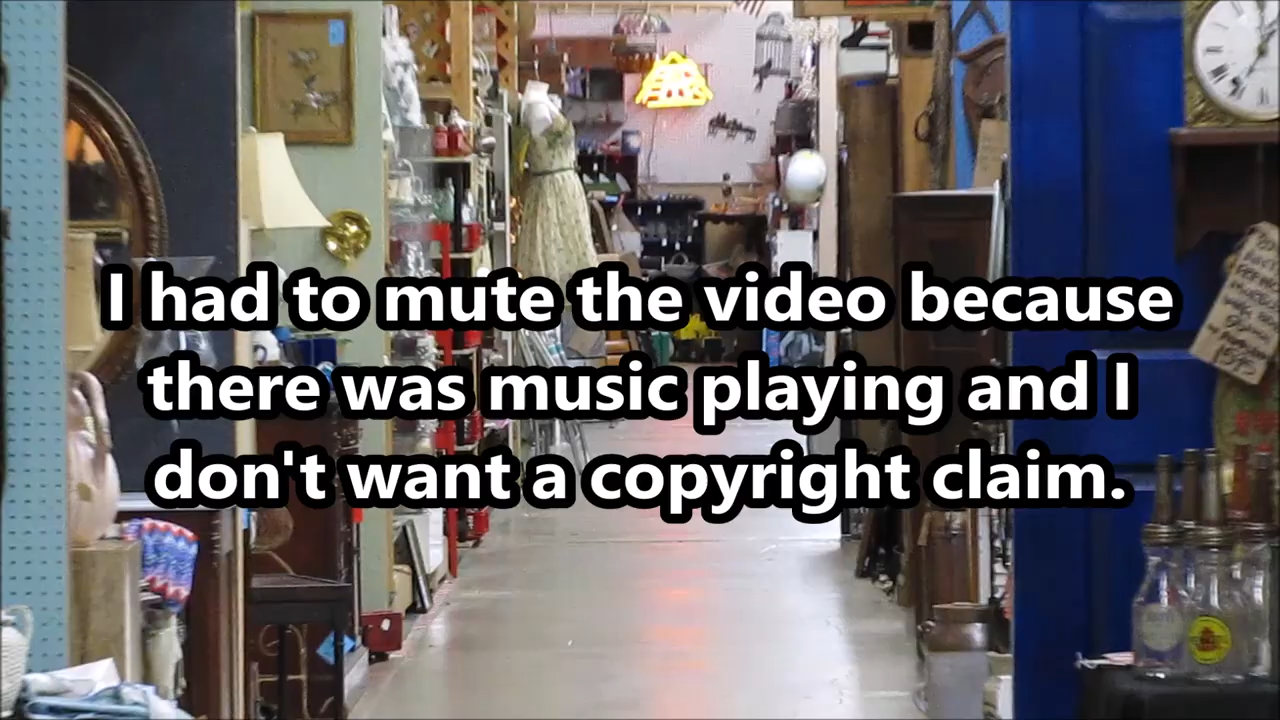 I had to mute the video because
there was music playing and I
don't want a copyright claim.